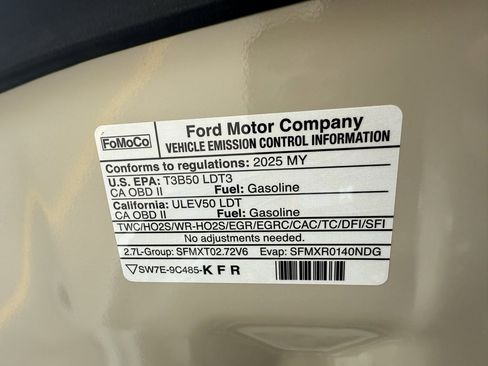 FoMoCo
Ford Motor Company
VEHICLE EMISSION CONTROL INFORMATION
Conforms to regulations: 2025 MY
U.S. EPA: T3B50 LDT3
CA OBD II Fuel: Gasoline
California: ULEV50 LDT
CA OBD II Fuel: Gasoline
TWC/HO2S/WR-HO2S/EGR/EGRC/CAC/TC/DFI/SFI
No adjustments needed.
2.7L-Group: SFMXT02.72V6 Evap: SFMXR0140NDG
SW7E-9C485-KFR